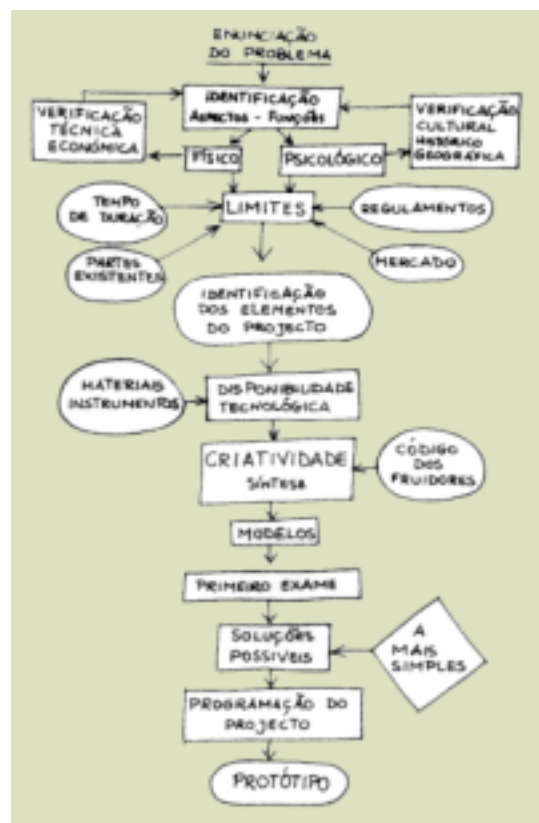 ENUNCIAÇÃO
DO PROBLEMA
IDENTIFICAÇÃO
ASPECTOS - FUNÇÕES
VERIFICAÇÃO
TÉCNICA
ECONÓMICA
VERIFICAÇÃO
CULTURAL
HISTÓRICO
GEOGRÁFICA
FÍSICO
PSICOLÓGICO
TEMPO
DE DURAÇÃO
LIMITES
REGULAMENTOS
PARTES
EXISTENTES
MERCADO
IDENTIFICAÇÃO
DOS ELEMENTOS
DO PROJECTO
MATERIAIS
INSTRUMENTOS
DISPONIBILIDADE
TECNOLÓGICA
CRIATIVIDADE
SÍNTESE
CÓDIGO
DOS
FRUIDORES
MODELOS
PRIMEIRO EXAME
SOLUÇÕES
POSSIVEIS
A
MAIS
SIMPLES
PROGRAMAÇÃO DO
PROJECTO
PROTÓTIPO